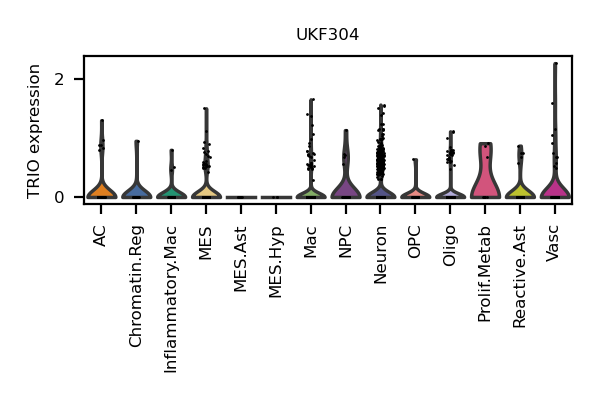 UKF304
TRIO expression
2
0
AC
Chromatin.Reg
Inflammatory.Mac
MES
MES.Ast
MES.Hyp
Mac
NPC
Neuron
OPC
Oligo
Prolif.Metab
Reactive.Ast
Vasc